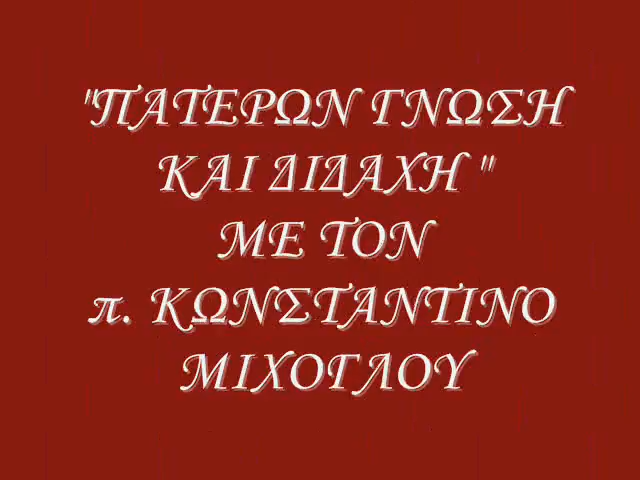 "ΠΑΤΕΡΩΝ ΓΝΩΣΗ
ΚΑΙ ΔΙΔΑΧΗ "
ΜΕ ΤΟΝ
π. ΚΩΝΣΤΑΝΤΙΝΟ
ΜΙΧΟΓΛΟΥ